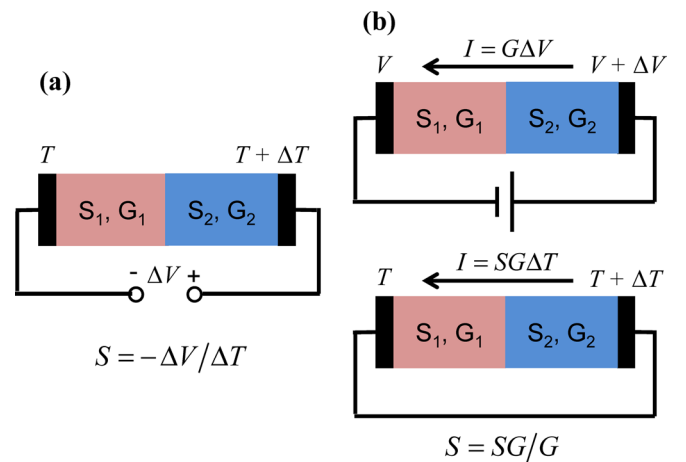 (a)
T T + ΔT
S₁, G₁ S₂, G₂
- ΔV +
S = −ΔV/ΔT
(b)
I = GΔV
V V + ΔV
S₁, G₁ S₂, G₂
I = SGΔT
T T + ΔT
S₁, G₁ S₂, G₂
S = SG/G